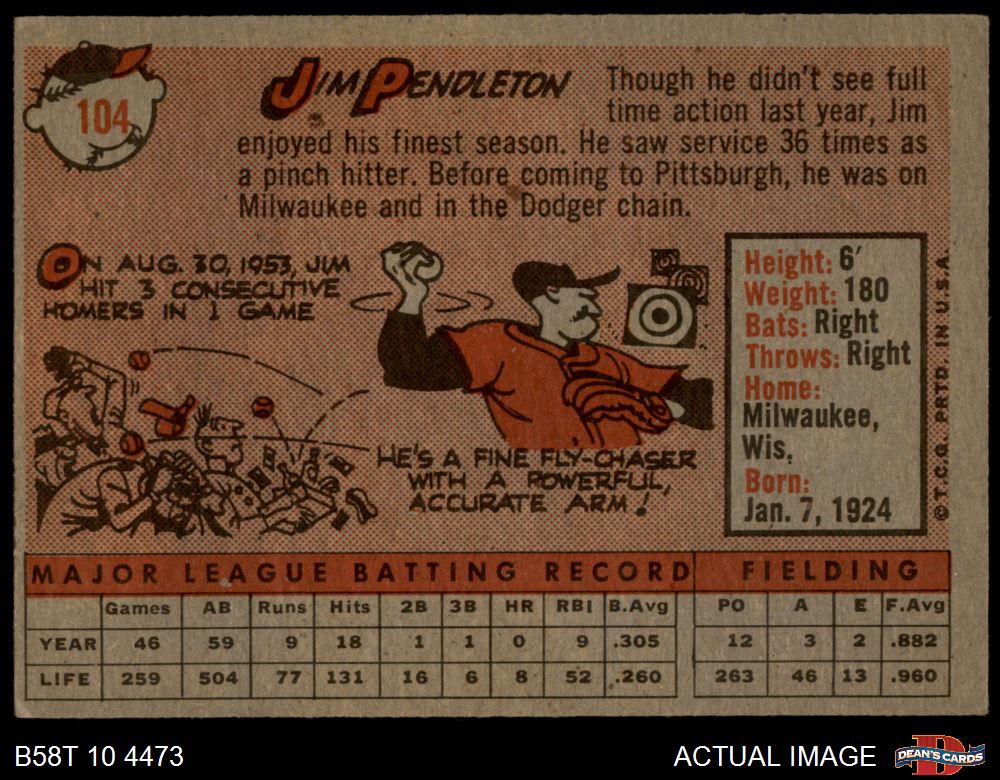 104
JIM PENDLETON
Though he didn't see full
time action last year, Jim
enjoyed his finest season. He saw service 36 times as
a pinch hitter. Before coming to Pittsburgh, he was on
Milwaukee and in the Dodger chain.
ON AUG. 30, 1953, JIM
HIT 3 CONSECUTIVE
HOMERS IN 1 GAME
HE'S A FINE FLY-CHASER
WITH A POWERFUL,
ACCURATE ARM!
Height: 6'
Weight: 180
Bats: Right
Throws: Right
Home:
Milwaukee,
Wis.
Born:
Jan. 7, 1924
© T.C.G. PRTD. IN U.S.A.
MAJOR LEAGUE BATTING RECORD FIELDING
Games AB Runs Hits 2B 3B HR RBI B.Avg PO A E F.Avg
YEAR 46 59 9 18 1 1 0 9 .305 12 3 2 .882
LIFE 259 504 77 131 16 6 8 52 .260 263 46 13 .960
B58T 10 4473 ACTUAL IMAGE DEAN'S CARDS